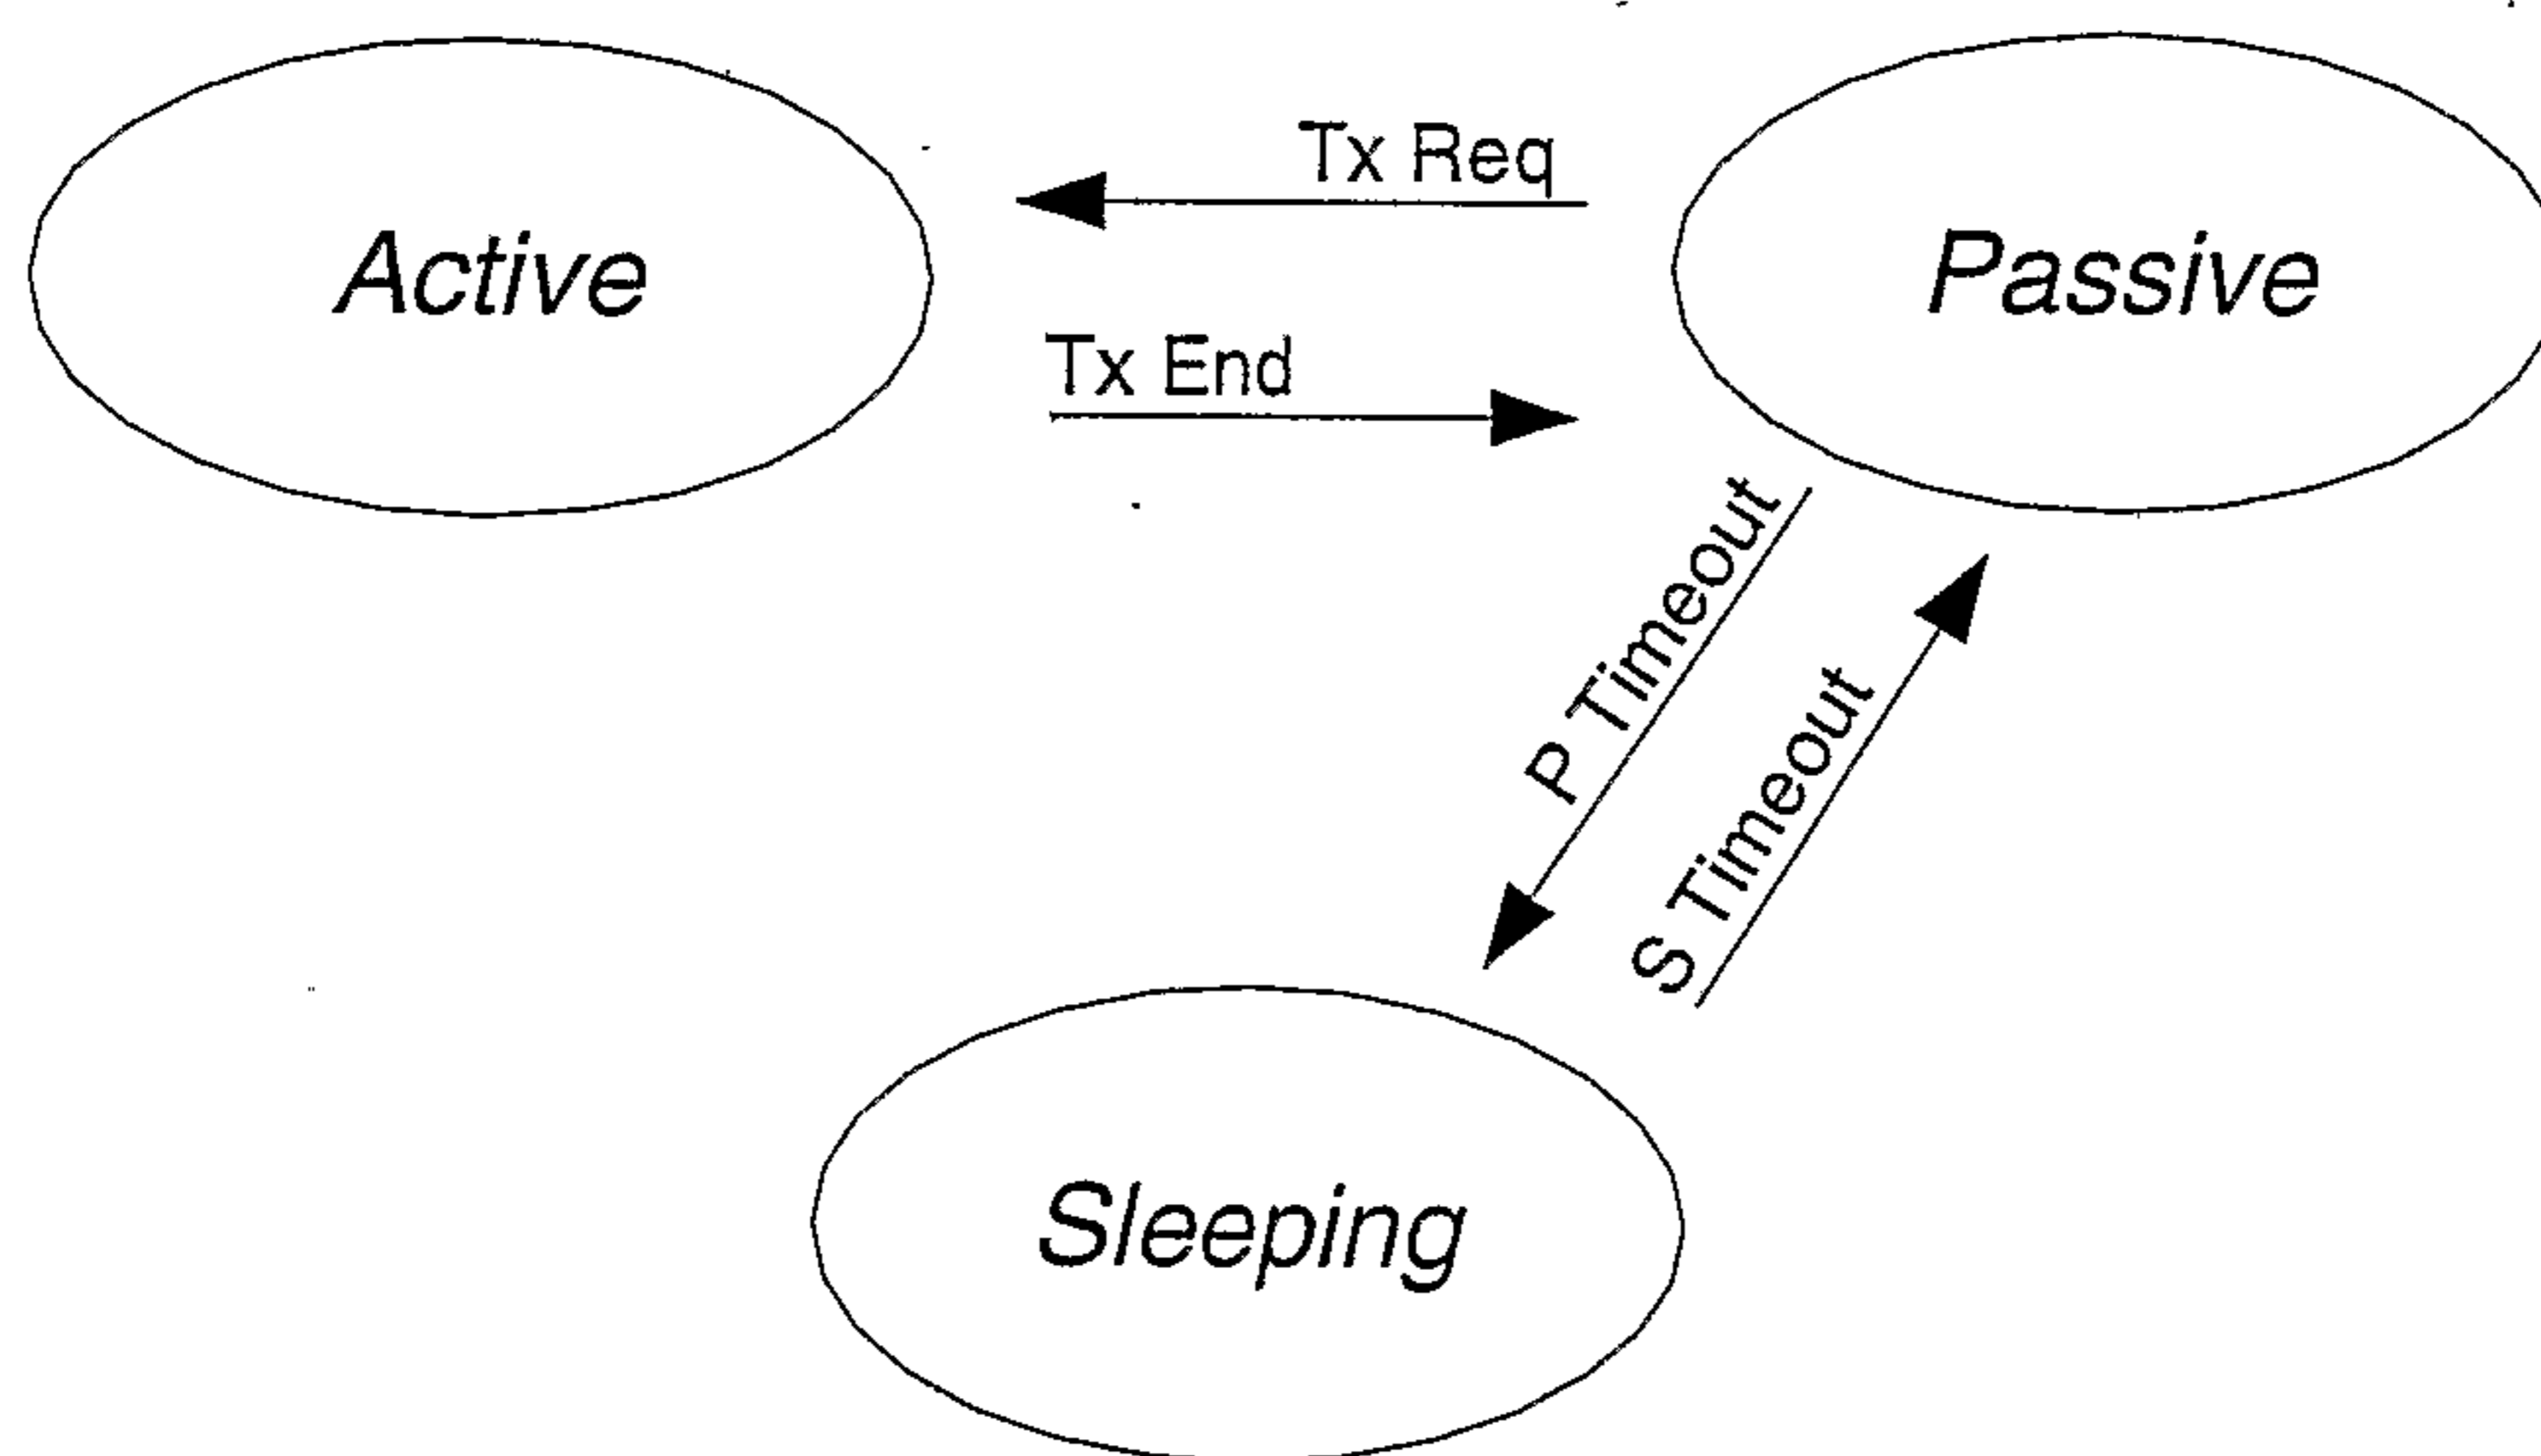 Tx Req
Active
Passive
Tx End
P Timeout
S Timeout
Sleeping